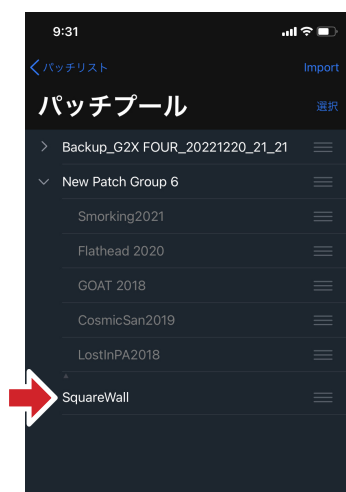 9:31
パッチリスト
Import
パッチプール
選択
Backup_G2X FOUR_20221220_21_21
New Patch Group 6
Smorking2021
Flathead 2020
GOAT 2018
CosmicSan2019
LostInPA2018
SquareWall